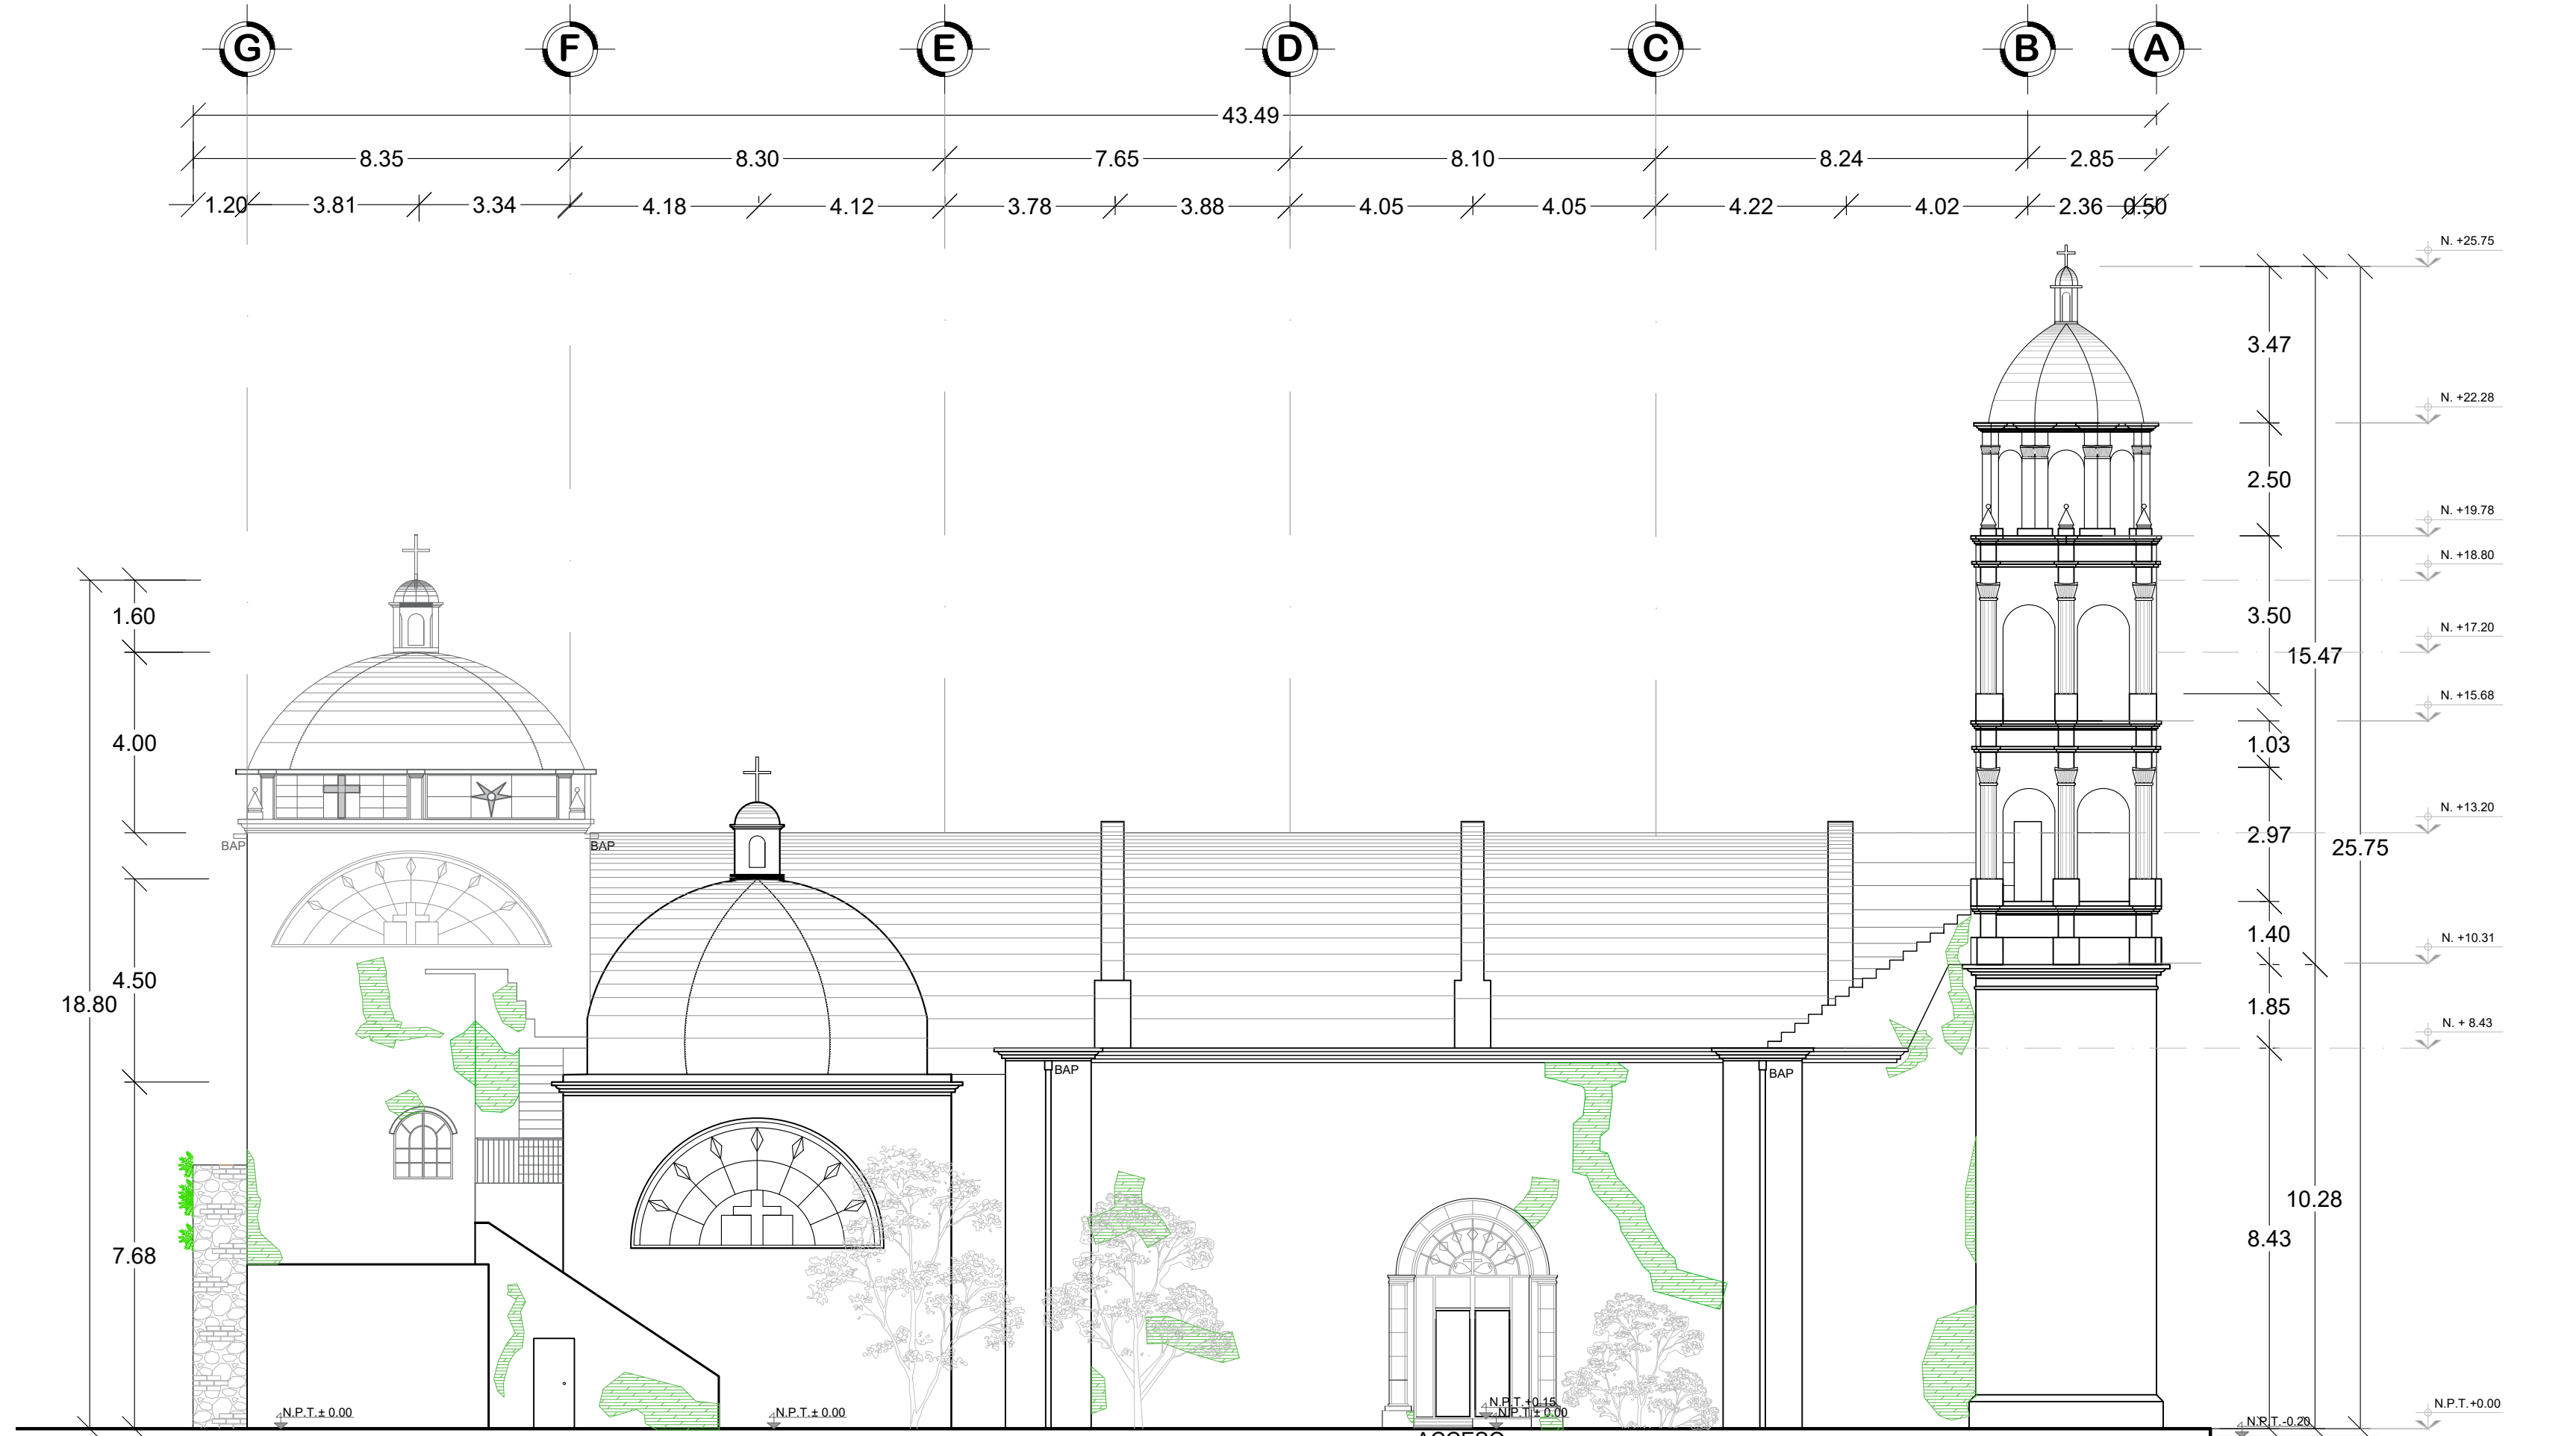 G F E D C B A
43.49
8.35 8.30 7.65 8.10 8.24 2.85
1.20 3.81 3.34 4.18 4.12 3.78 3.88 4.05 4.05 4.22 4.02 2.36 0.50
N. +25.75
3.47
N. +22.28
2.50
N. +19.78
N. +18.80
1.60
3.50
N. +17.20
15.47
N. +15.68
4.00
1.03
N. +13.20
2.97
BAP
BAP
25.75
1.40
N. +10.31
4.50
18.80
1.85
N. + 8.43
BAP
BAP
10.28
8.43
7.68
N.P.T.+0.15
N.P.T.± 0.00
N.P.T.± 0.00
N.P.T.± 0.00
N.P.T.+0.00
N.P.T.-0.20
ACCESO